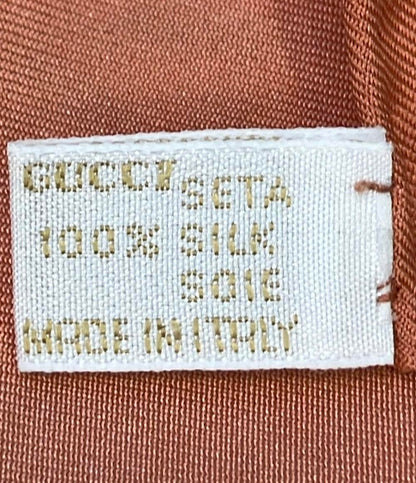 GUCCI
SETA
100% SILK
SOIE
MADE IN ITALY